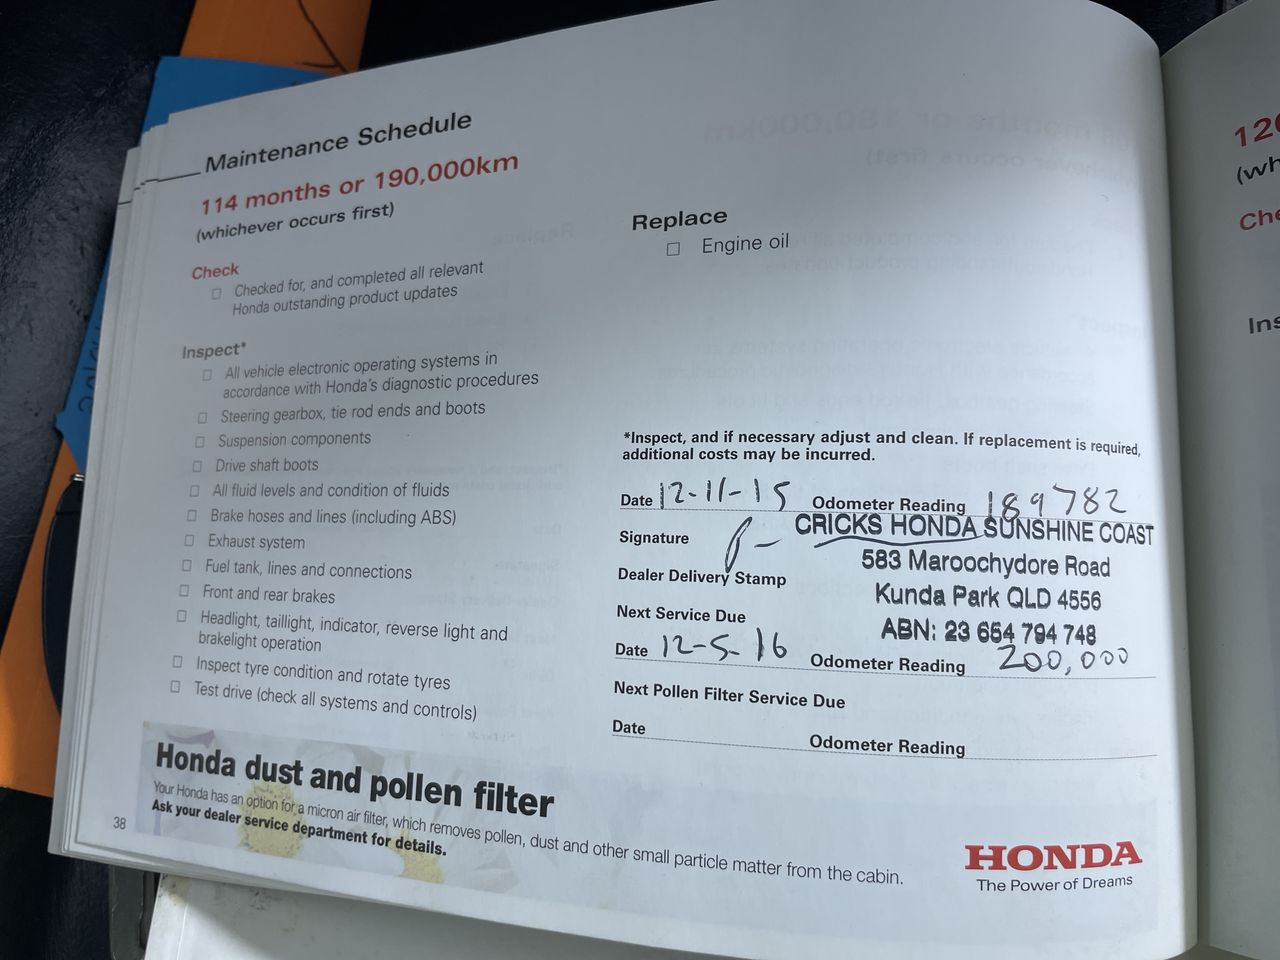 Maintenance Schedule
114 months or 190,000km
(whichever occurs first)
Check
Checked for, and completed all relevant
Honda outstanding product updates
Inspect*
All vehicle electronic operating systems in
accordance with Honda's diagnostic procedures
Steering gearbox, tie rod ends and boots
Suspension components
Drive shaft boots
All fluid levels and condition of fluids
Brake hoses and lines (including ABS)
Exhaust system
Fuel tank, lines and connections
Front and rear brakes
Headlight, taillight, indicator, reverse light and
brakelight operation
Inspect tyre condition and rotate tyres
Test drive (check all systems and controls)
Replace
Engine oil
*Inspect, and if necessary adjust and clean. If replacement is required,
additional costs may be incurred.
Date 12-11-15 Odometer Reading 189782
Signature
CRICKS HONDA SUNSHINE COAST
583 Maroochydore Road
Dealer Delivery Stamp
Kunda Park QLD 4556
Next Service Due
ABN: 23 654 794 748
Date 12-5-16 Odometer Reading 200,000
Next Pollen Filter Service Due
Date Odometer Reading
Honda dust and pollen filter
Your Honda has an option for a micron air filter, which removes pollen, dust and other small particle matter from the cabin.
Ask your dealer service department for details.
38
HONDA
The Power of Dreams